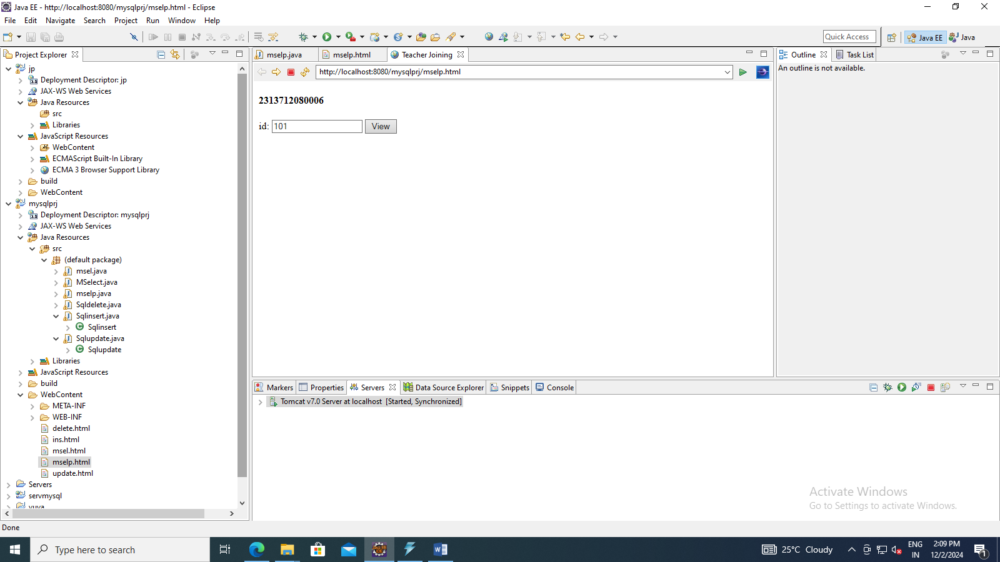 Java EE - http://localhost:8080/mysqlprj/mselp.html - Eclipse
File Edit Navigate Search Project Run Window Help
Quick Access
Java EE
Java
Project Explorer
jp
Deployment Descriptor: jp
JAX-WS Web Services
Java Resources
src
Libraries
JavaScript Resources
WebContent
ECMAScript Built-In Library
ECMA 3 Browser Support Library
build
WebContent
mysqlprj
Deployment Descriptor: mysqlprj
JAX-WS Web Services
Java Resources
src
(default package)
msel.java
MSelect.java
mselp.java
Sqldelete.java
Sqlinsert.java
Sqlinsert
Sqlupdate.java
Sqlupdate
Libraries
JavaScript Resources
build
WebContent
META-INF
WEB-INF
delete.html
ins.html
msel.html
mselp.html
update.html
Servers
servmysql
mselp.java
mselp.html
Teacher Joining
http://localhost:8080/mysqlprj/mselp.html
2313712080006
id: 101 View
Outline
Task List
An outline is not available.
Markers
Properties
Servers
Data Source Explorer
Snippets
Console
Tomcat v7.0 Server at localhost [Started, Synchronized]
Activate Windows
Go to Settings to activate Windows.
Done
Type here to search
25°C Cloudy
ENG
IN
2:09 PM
12/2/2024
1